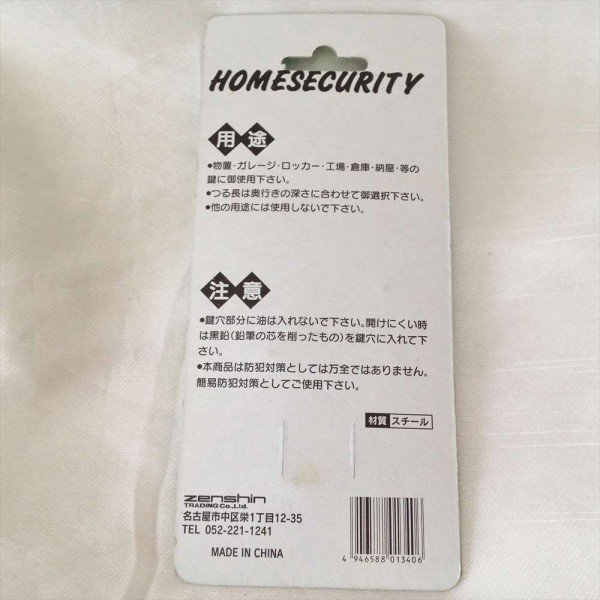 HOMESECURITY
用途
●物置・ガレージ・ロッカー・工場・倉庫・納屋・等の
鍵に御使用下さい。
●つる長は奥行きの深さに合わせて御選択下さい。
●他の用途には使用しないで下さい。
注意
●鍵穴部分に油は入れないで下さい。開けにくい時
は黒鉛(鉛筆の芯を削ったもの)を鍵穴に入れて下
さい。
●本商品は防犯対策としては万全ではありません。
簡易防犯対策としてご使用下さい。
材質 スチール
zenshin
TRADING Co.,Ltd.
名古屋市中区栄1丁目12-35
TEL 052-221-1241
MADE IN CHINA
4 946588 013406